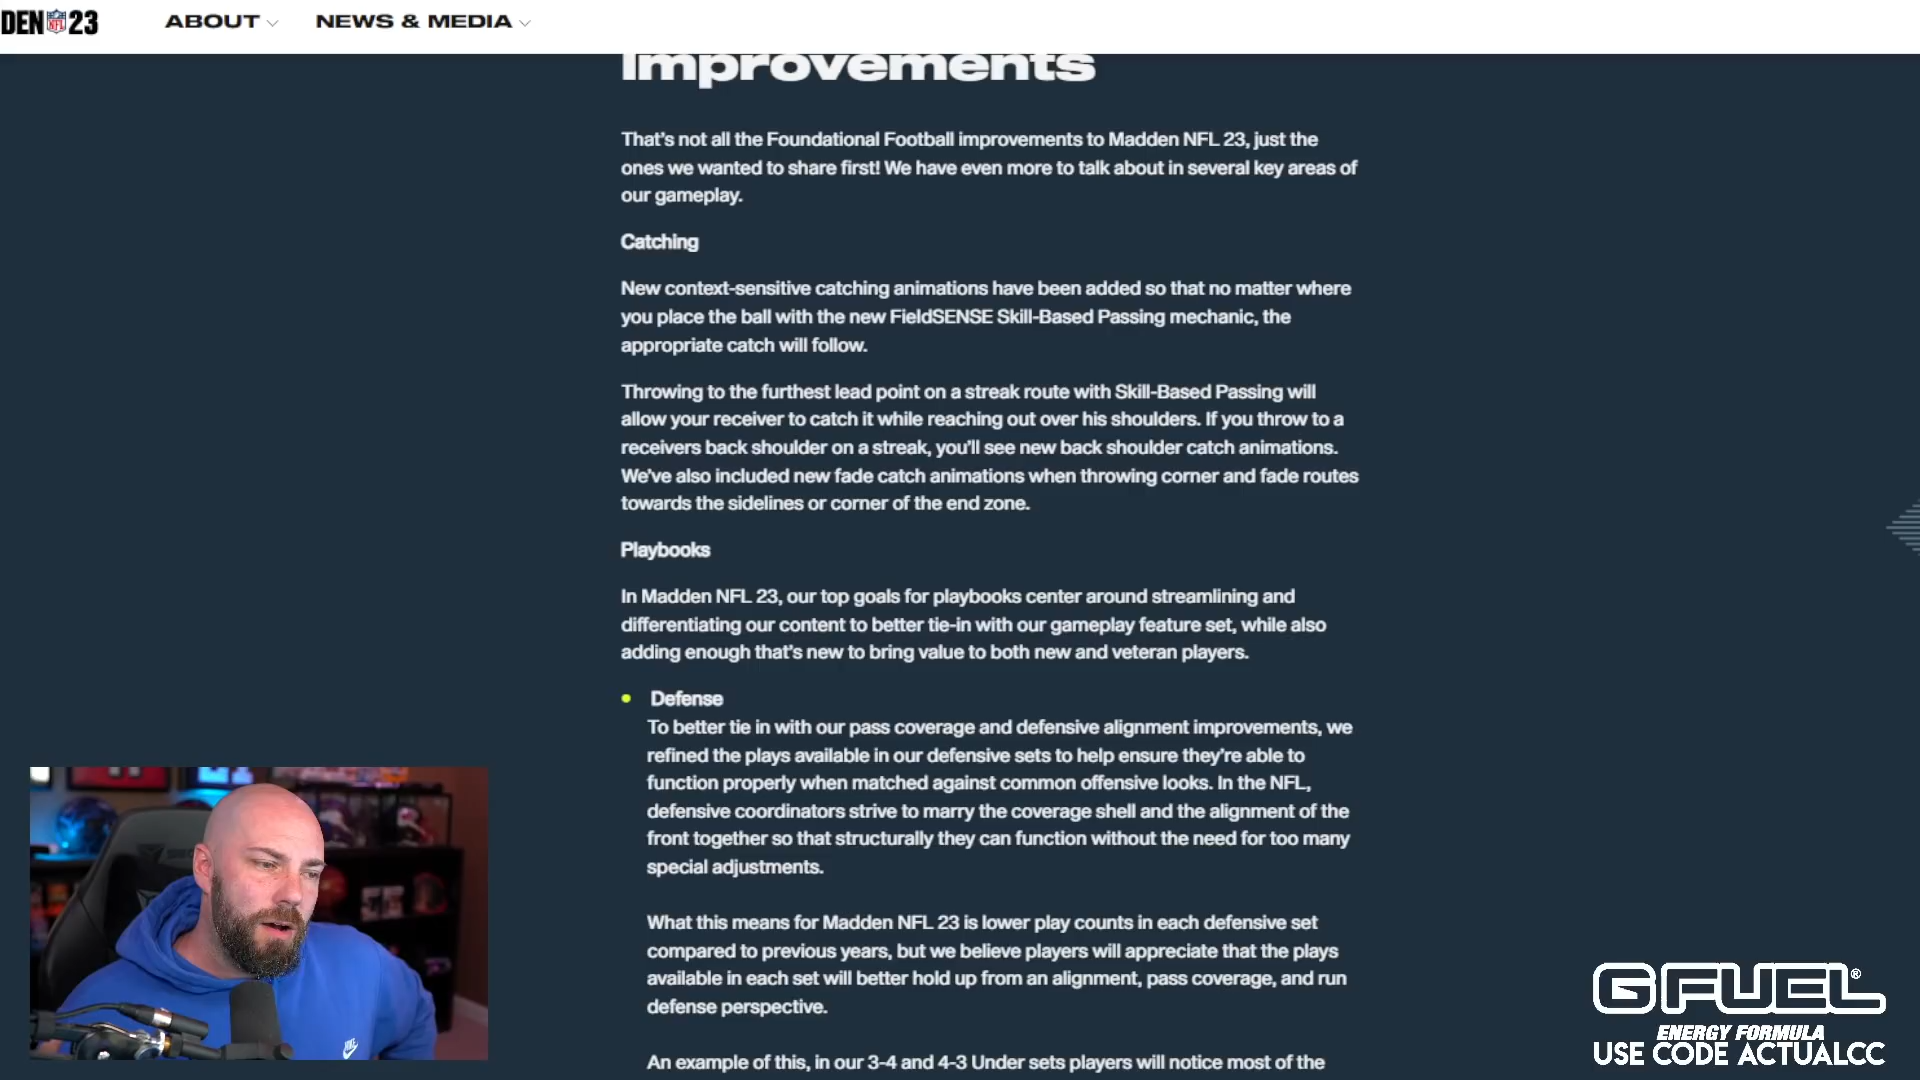 DEN NFL 23
ABOUT
NEWS & MEDIA
Improvements
That's not all the Foundational Football improvements to Madden NFL 23, just the
ones we wanted to share first! We have even more to talk about in several key areas of
our gameplay.
Catching
New context-sensitive catching animations have been added so that no matter where
you place the ball with the new FieldSENSE Skill-Based Passing mechanic, the
appropriate catch will follow.
Throwing to the furthest lead point on a streak route with Skill-Based Passing will
allow your receiver to catch it while reaching out over his shoulders. If you throw to a
receivers back shoulder on a streak, you'll see new back shoulder catch animations.
We've also included new fade catch animations when throwing corner and fade routes
towards the sidelines or corner of the end zone.
Playbooks
In Madden NFL 23, our top goals for playbooks center around streamlining and
differentiating our content to better tie-in with our gameplay feature set, while also
adding enough that's new to bring value to both new and veteran players.
• Defense
To better tie in with our pass coverage and defensive alignment improvements, we
refined the plays available in our defensive sets to help ensure they're able to
function properly when matched against common offensive looks. In the NFL,
defensive coordinators strive to marry the coverage shell and the alignment of the
front together so that structurally they can function without the need for too many
special adjustments.
What this means for Madden NFL 23 is lower play counts in each defensive set
compared to previous years, but we believe players will appreciate that the plays
available in each set will better hold up from an alignment, pass coverage, and run
defense perspective.
An example of this, in our 3-4 and 4-3 Under sets players will notice most of the
G FUEL®
ENERGY FORMULA
USE CODE ACTUALCC